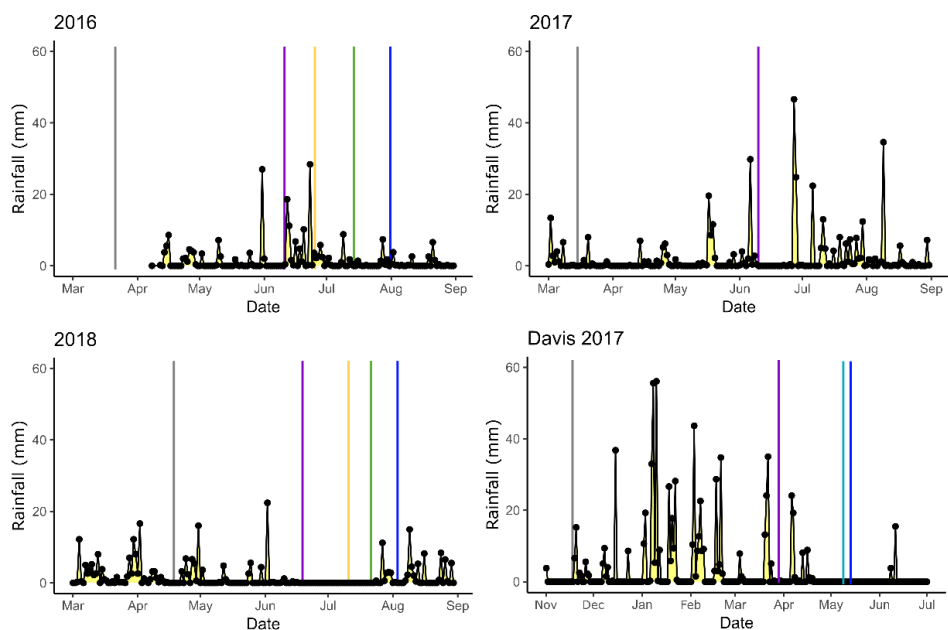 2016
60
40
20
0
Rainfall (mm)
Mar Apr May Jun Jul Aug Sep
Date
2017
60
40
20
0
Rainfall (mm)
Mar Apr May Jun Jul Aug Sep
Date
2018
60
40
20
0
Rainfall (mm)
Mar Apr May Jun Jul Aug Sep
Date
Davis 2017
60
40
20
0
Rainfall (mm)
Nov Dec Jan Feb Mar Apr May Jun Jul
Date